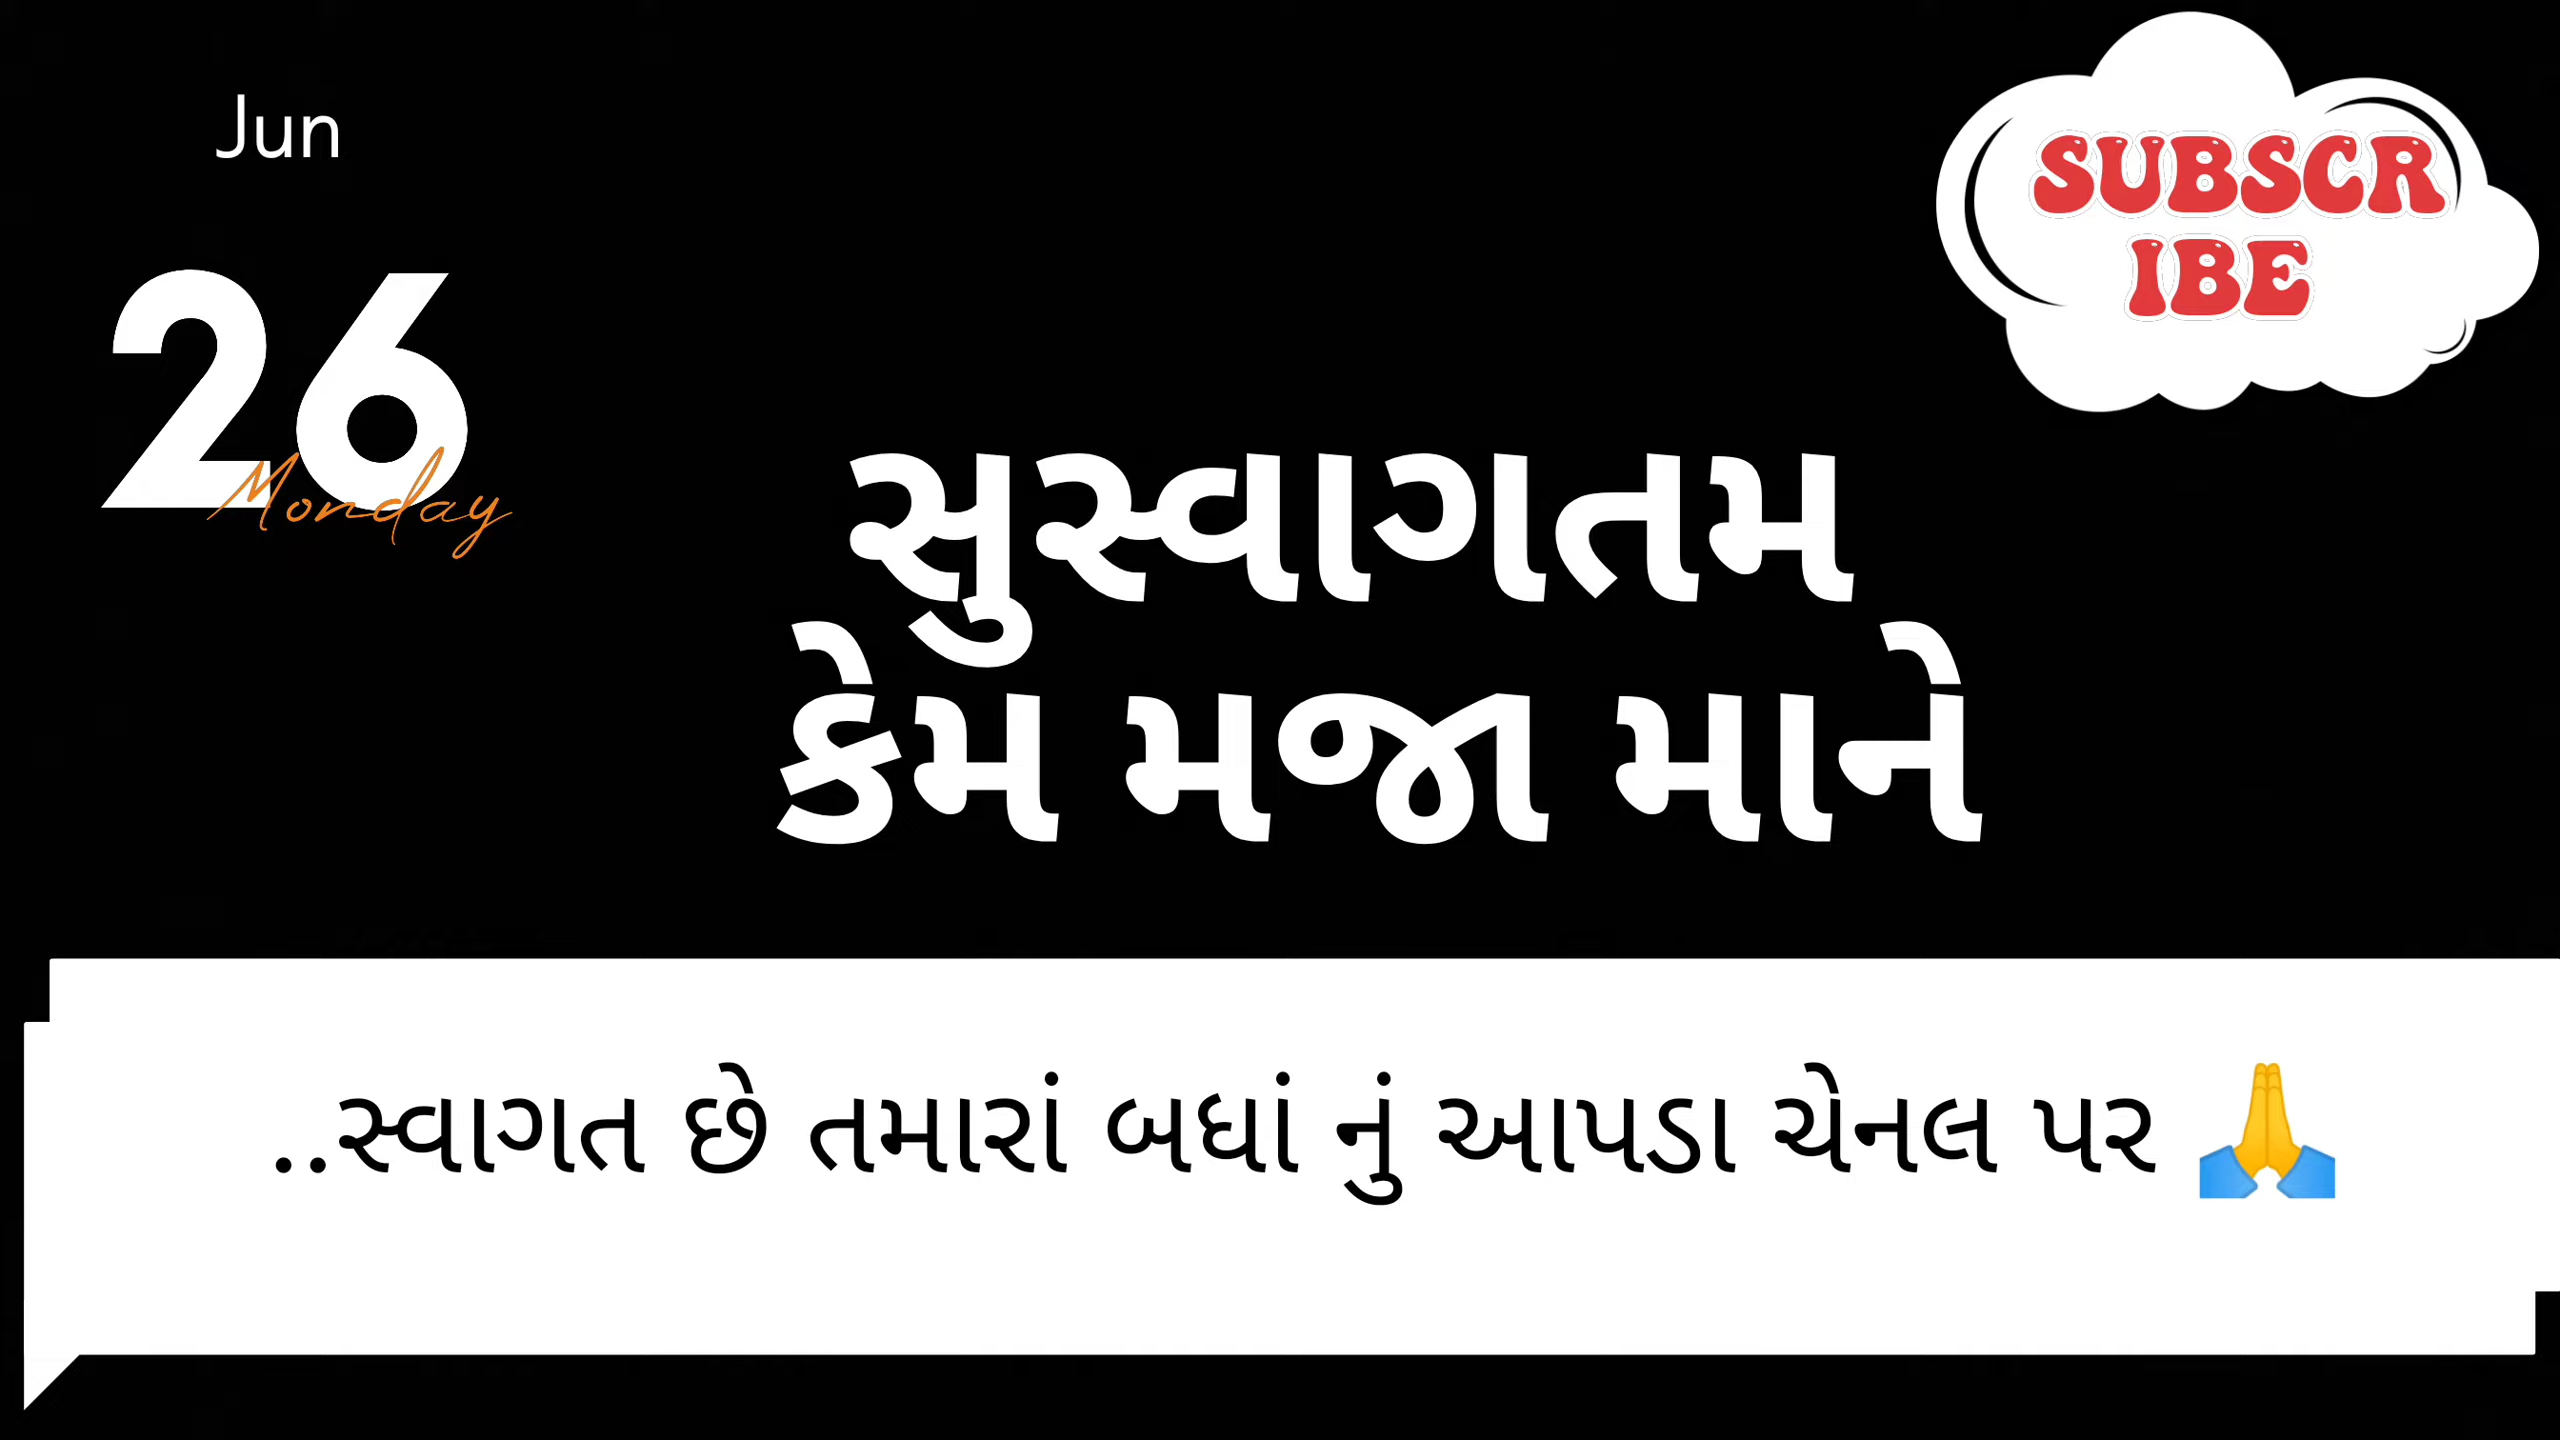 Jun
26
Monday
SUBSCR
IBE
સુસ્વાગતમ
કેમ મજા માને
..સ્વાગત છે તમારાં બધાં નું આપડા ચેનલ પર 🙏